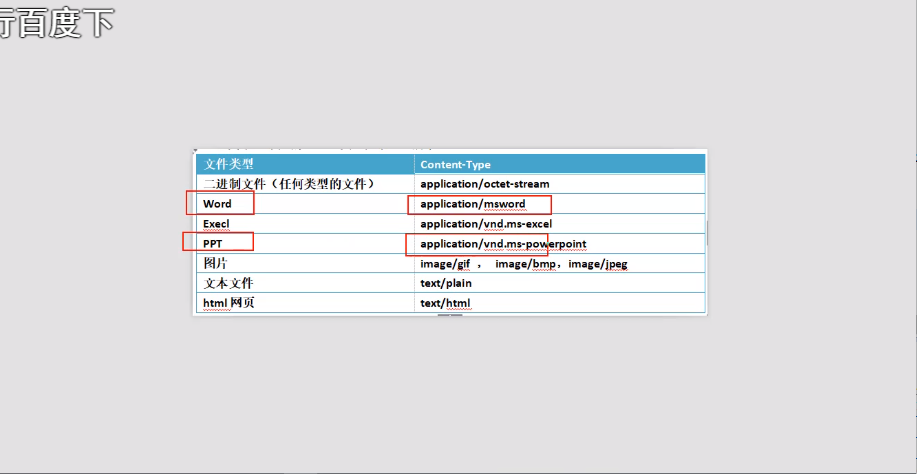 行百度下
文件类型 Content-Type
二进制文件（任何类型的文件） application/octet-stream
Word application/msword
Execl application/vnd.ms-excel
PPT application/vnd.ms-powerpoint
图片 image/gif ， image/bmp，image/jpeg
文本文件 text/plain
html 网页 text/html